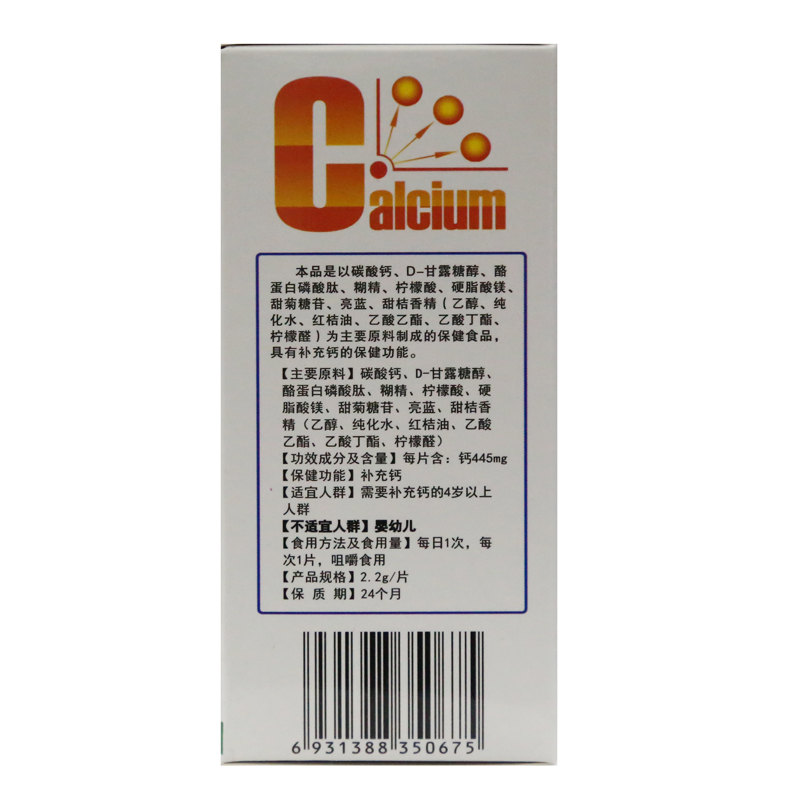 Calcium
本品是以碳酸钙、D-甘露糖醇、酪
蛋白磷酸肽、糊精、柠檬酸、硬脂酸镁、
甜菊糖苷、亮蓝、甜桔香精（乙醇、纯
化水、红桔油、乙酸乙酯、乙酸丁酯、
柠檬醛）为主要原料制成的保健食品，
具有补充钙的保健功能。
【主要原料】碳酸钙、D-甘露糖醇、
酪蛋白磷酸肽、糊精、柠檬酸、硬
脂酸镁、甜菊糖苷、亮蓝、甜桔香
精（乙醇、纯化水、红桔油、乙酸
乙酯、乙酸丁酯、柠檬醛）
【功效成分及含量】每片含：钙445mg
【保健功能】补充钙
【适宜人群】需要补充钙的4岁以上
人群
【不适宜人群】婴幼儿
【食用方法及食用量】每日1次，每
次1片，咀嚼食用
【产品规格】2.2g/片
【保 质 期】24个月
6 931388 350675